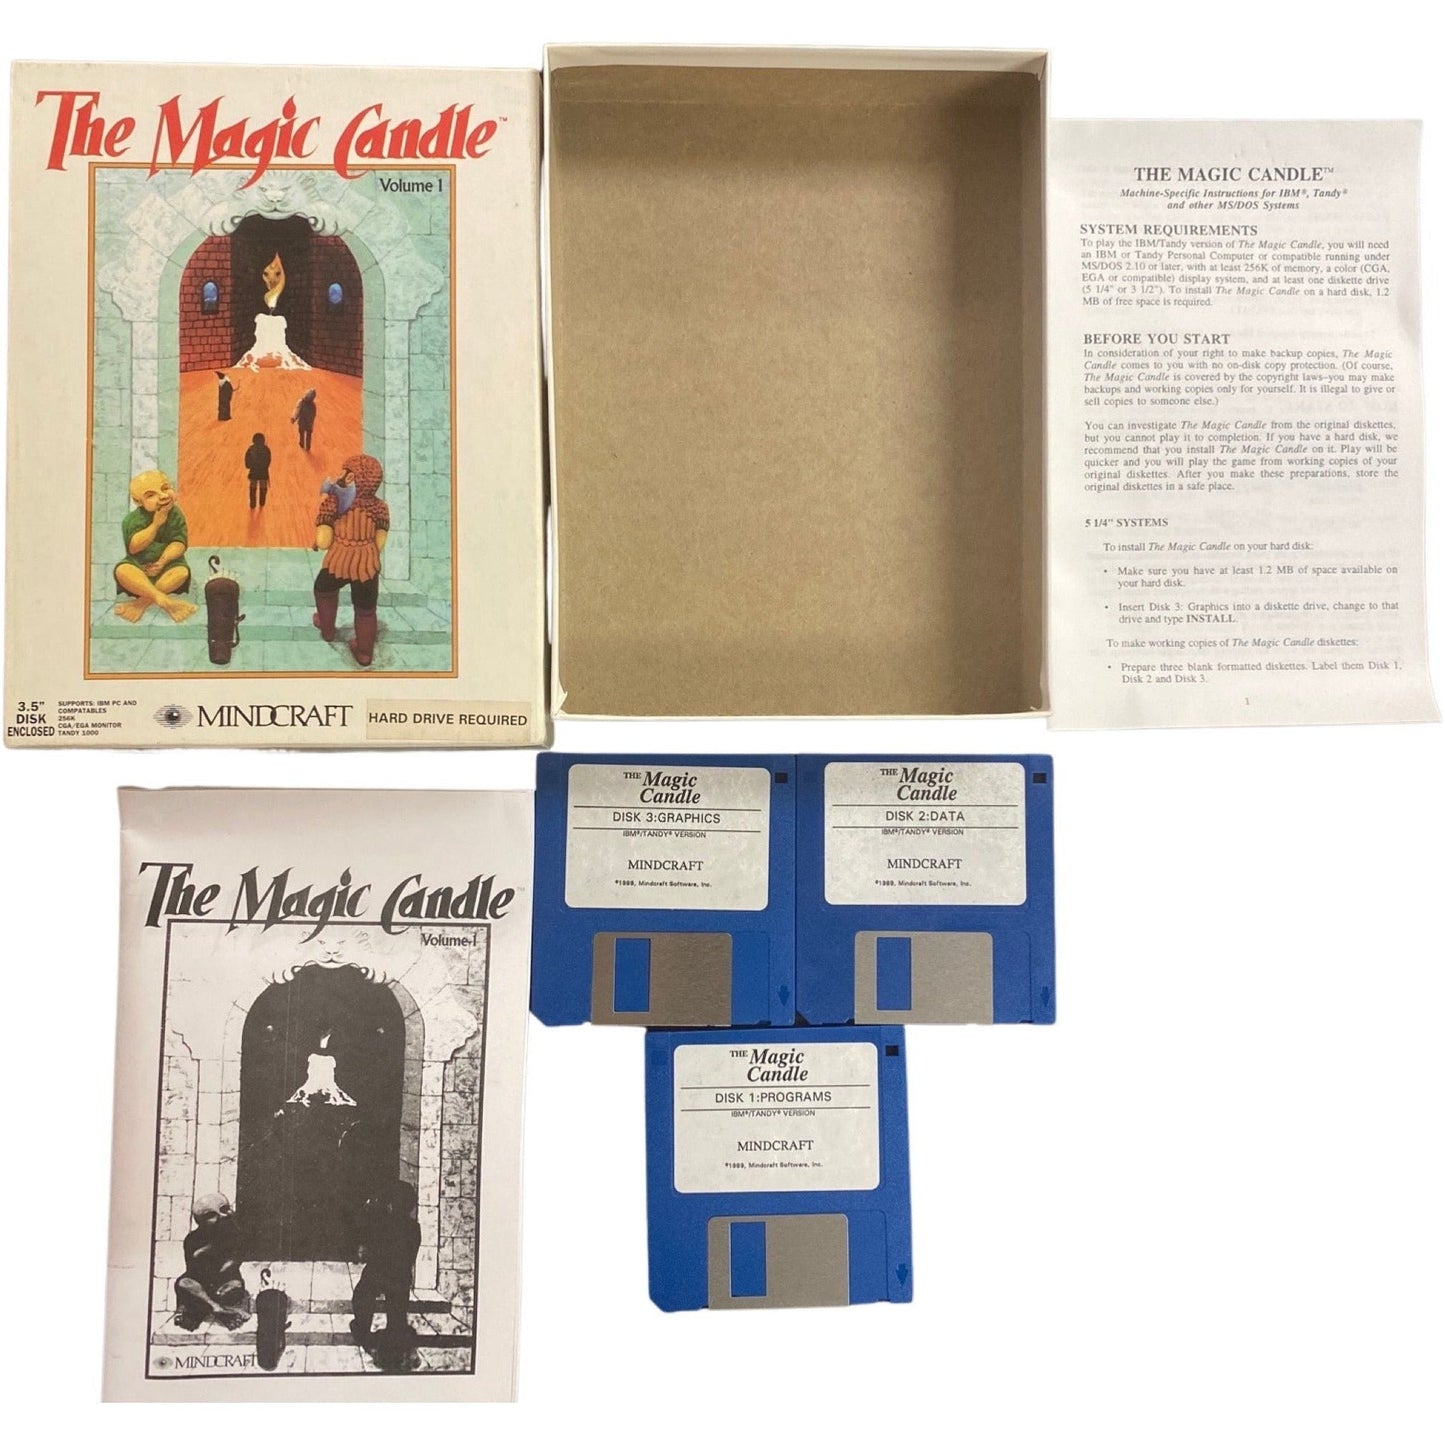 The Magic Candle™
Volume 1
3.5"
DISK
ENCLOSED
SUPPORTS: IBM PC AND
COMPATABLES
256K
CGA/EGA MONITOR
TANDY 1000
MINDCRAFT
HARD DRIVE REQUIRED
THE MAGIC CANDLE™
Machine-Specific Instructions for IBM®, Tandy®
and other MS/DOS Systems
SYSTEM REQUIREMENTS
To play the IBM/Tandy version of The Magic Candle, you will need
an IBM or Tandy Personal Computer or compatible running under
MS/DOS 2.10 or later, with at least 256K of memory, a color (CGA,
EGA or compatible) display system, and at least one diskette drive
(5 1/4" or 3 1/2"). To install The Magic Candle on a hard disk, 1.2
MB of free space is required.
BEFORE YOU START
In consideration of your right to make backup copies, The Magic
Candle comes to you with no on-disk copy protection. (Of course,
The Magic Candle is covered by the copyright laws–you may make
backups and working copies only for yourself. It is illegal to give or
sell copies to someone else.)
You can investigate The Magic Candle from the original diskettes,
but you cannot play it to completion. If you have a hard disk, we
recommend that you install The Magic Candle on it. Play will be
quicker and you will play the game from working copies of your
original diskettes. After you make these preparations, store the
original diskettes in a safe place.
5 1/4" SYSTEMS
To install The Magic Candle on your hard disk:
• Make sure you have at least 1.2 MB of space available on
your hard disk.
• Insert Disk 3: Graphics into a diskette drive, change to that
drive and type INSTALL.
To make working copies of The Magic Candle diskettes:
• Prepare three blank formatted diskettes. Label them Disk 1,
Disk 2 and Disk 3.
1
The Magic Candle™
Volume 1
MINDCRAFT
THE Magic
Candle
DISK 3:GRAPHICS
IBM®/TANDY® VERSION
MINDCRAFT
©1989, Mindcraft Software, Inc.
THE Magic
Candle
DISK 2:DATA
IBM®/TANDY® VERSION
MINDCRAFT
©1989, Mindcraft Software, Inc.
THE Magic
Candle
DISK 1:PROGRAMS
IBM®/TANDY® VERSION
MINDCRAFT
©1989, Mindcraft Software, Inc.